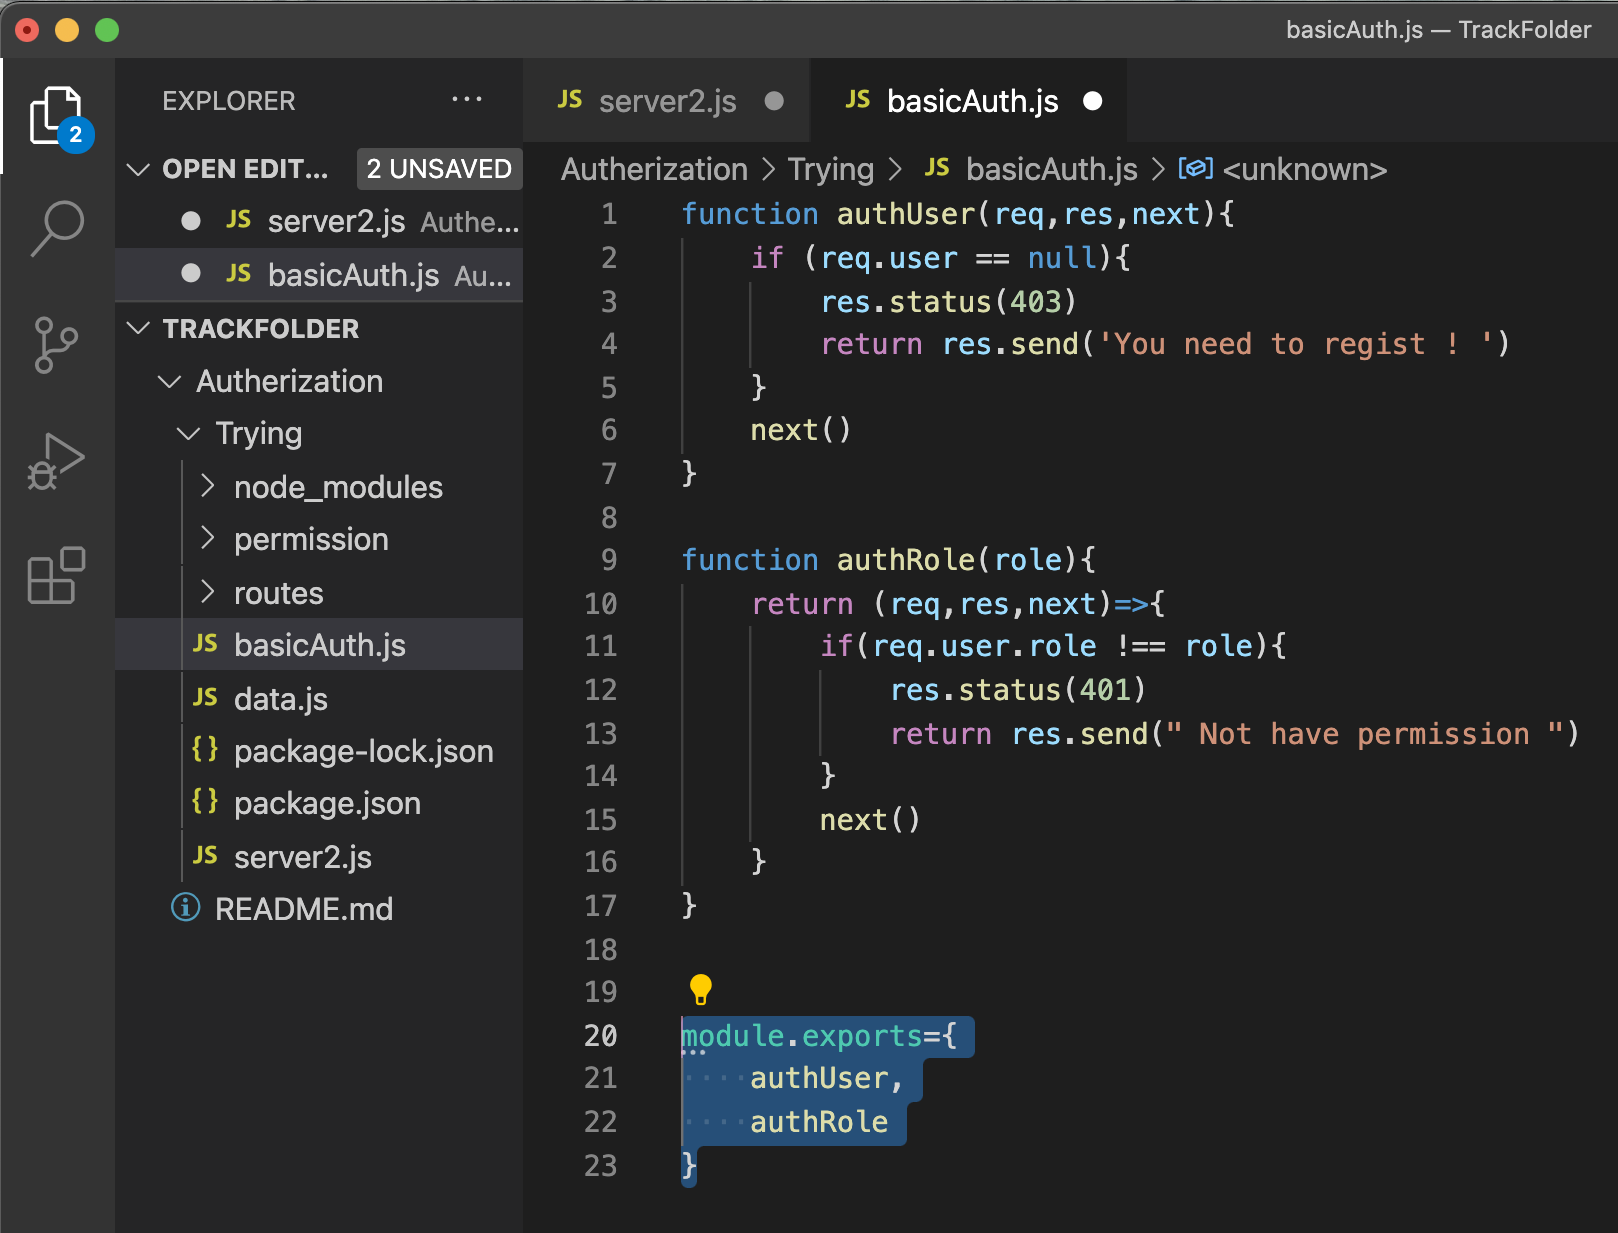 basicAuth.js — TrackFolder
2
EXPLORER ...
OPEN EDIT... 2 UNSAVED
JS server2.js Authe...
JS basicAuth.js Au...
TRACKFOLDER
Autherization
Trying
node_modules
permission
routes
JS basicAuth.js
JS data.js
{} package-lock.json
{} package.json
JS server2.js
README.md
JS server2.js
JS basicAuth.js
Autherization > Trying > JS basicAuth.js > <unknown>
1 function authUser(req,res,next){
2     if (req.user == null){
3         res.status(403)
4         return res.send('You need to regist ! ')
5     }
6     next()
7 }
8
9 function authRole(role){
10     return (req,res,next)=>{
11         if(req.user.role !== role){
12             res.status(401)
13             return res.send(" Not have permission ")
14         }
15         next()
16     }
17 }
18
19
20 module.exports={
21     authUser,
22     authRole
23 }